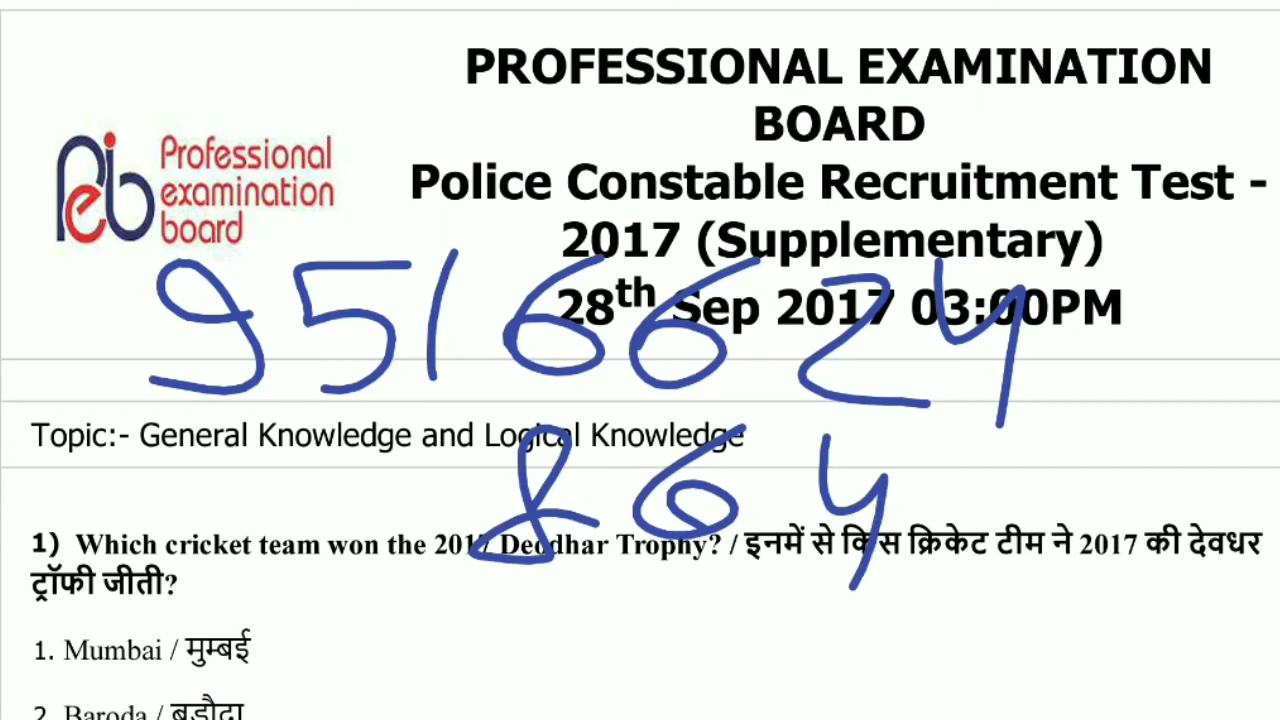 PROFESSIONAL EXAMINATION
BOARD
Professional
examination
board
Police Constable Recruitment Test -
2017 (Supplementary)
28th Sep 2017 03:00PM
9516624
864
Topic:- General Knowledge and Logical Knowledge
1) Which cricket team won the 2017 Deodhar Trophy? / इनमें से किस क्रिकेट टीम ने 2017 की देवधर
ट्रॉफी जीती?
1. Mumbai / मुम्बई
2. Baroda / बड़ौदा